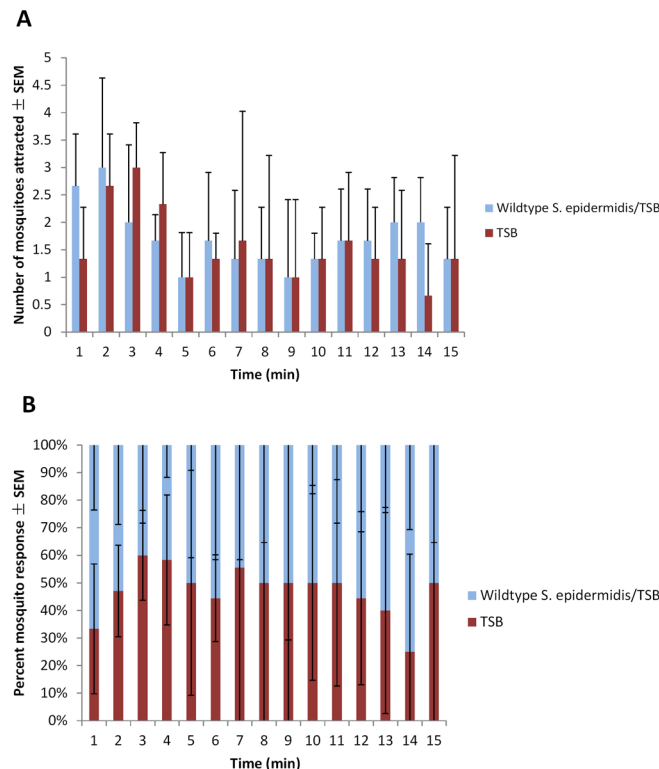 A
Number of mosquitoes attracted ± SEM
5
4.5
4
3.5
3
2.5
2
1.5
1
0.5
0
1 2 3 4 5 6 7 8 9 10 11 12 13 14 15
Time (min)
Wildtype S. epidermidis/TSB
TSB
B
Percent mosquito response ± SEM
100%
90%
80%
70%
60%
50%
40%
30%
20%
10%
0%
1 2 3 4 5 6 7 8 9 10 11 12 13 14 15
Time (min)
Wildtype S. epidermidis/TSB
TSB